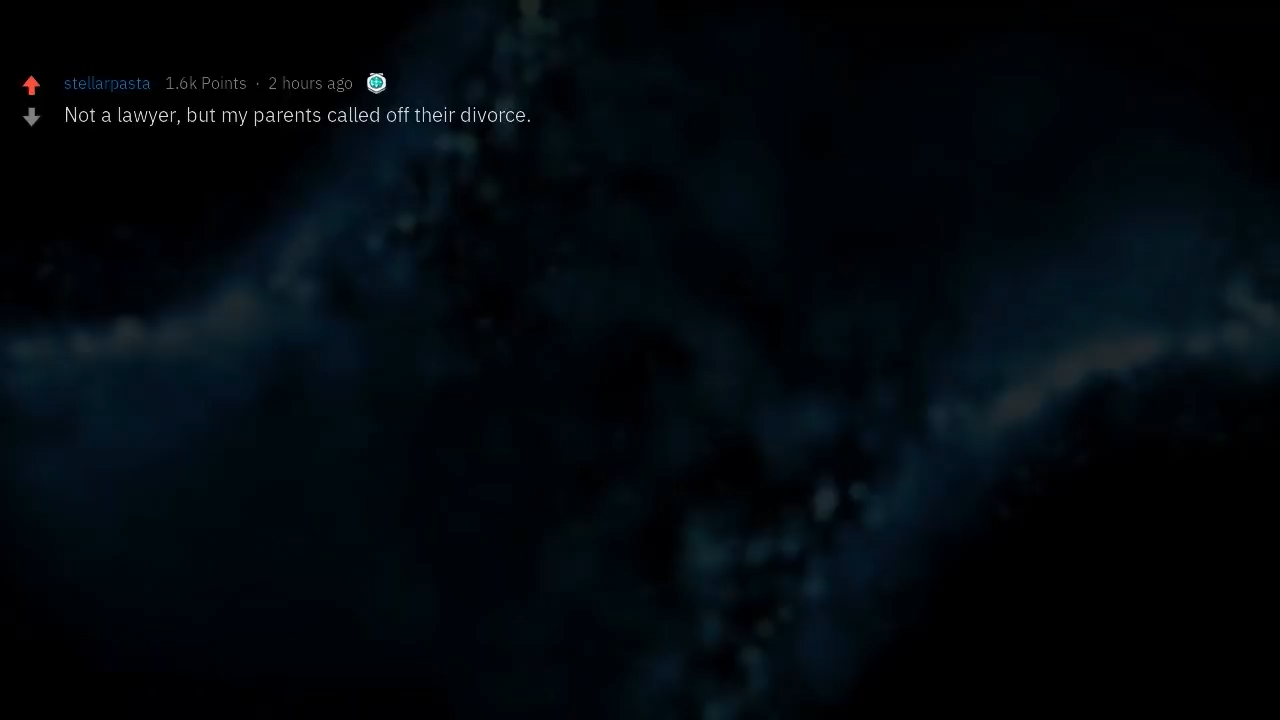 stellarpasta 1.6k Points · 2 hours ago
Not a lawyer, but my parents called off their divorce.